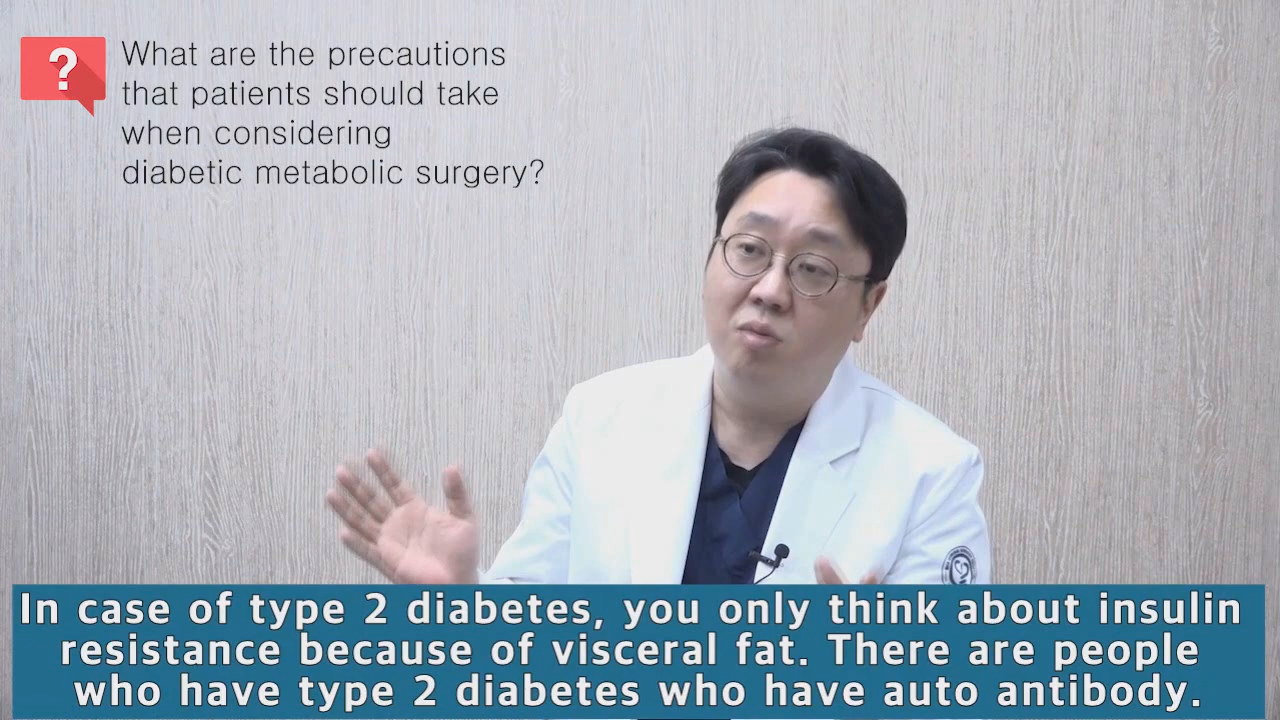 ?
What are the precautions
that patients should take
when considering
diabetic metabolic surgery?
In case of type 2 diabetes, you only think about insulin
resistance because of visceral fat. There are people
who have type 2 diabetes who have auto antibody.